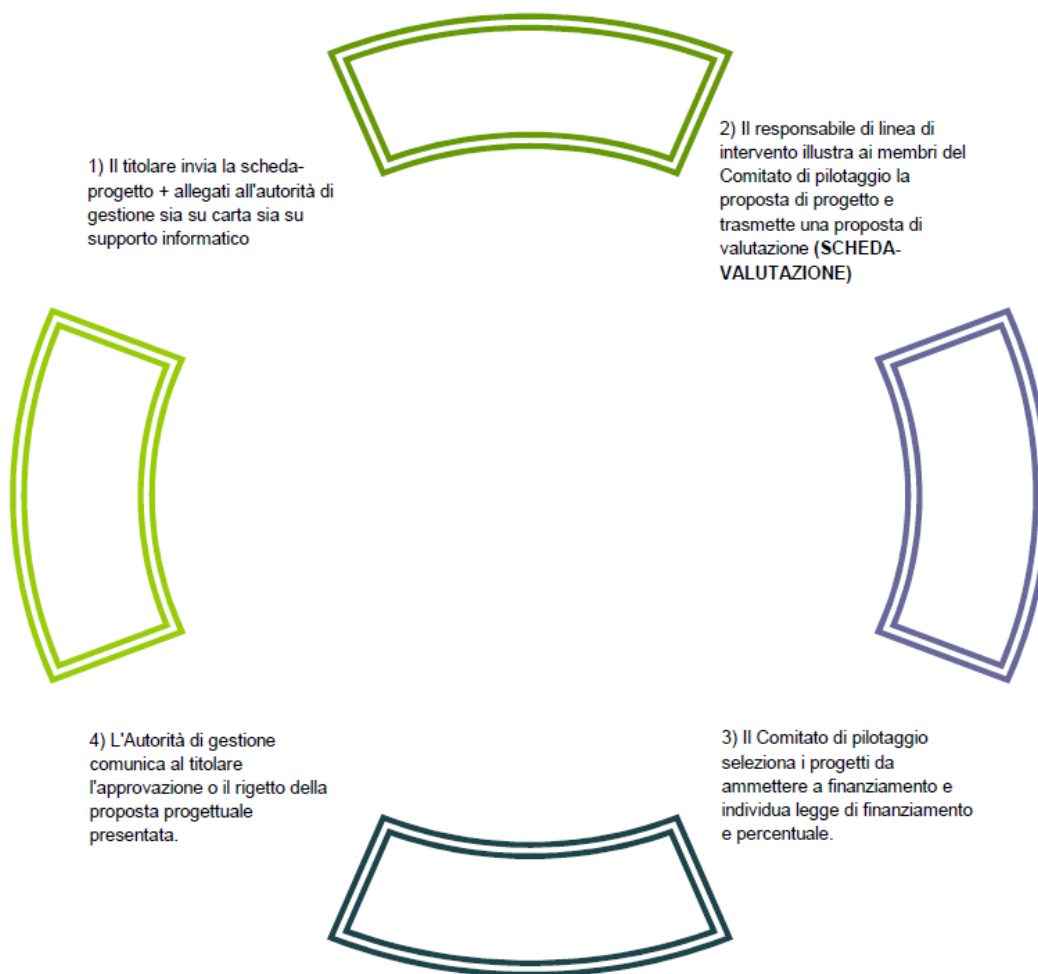 1) Il titolare invia la scheda-
progetto + allegati all'autorità di
gestione sia su carta sia su
supporto informatico
2) Il responsabile di linea di
intervento illustra ai membri del
Comitato di pilotaggio la
proposta di progetto e
trasmette una proposta di
valutazione (SCHEDA-
VALUTAZIONE)
3) Il Comitato di pilotaggio
seleziona i progetti da
ammettere a finanziamento e
individua legge di finanziamento
e percentuale.
4) L'Autorità di gestione
comunica al titolare
l'approvazione o il rigetto della
proposta progettuale
presentata.